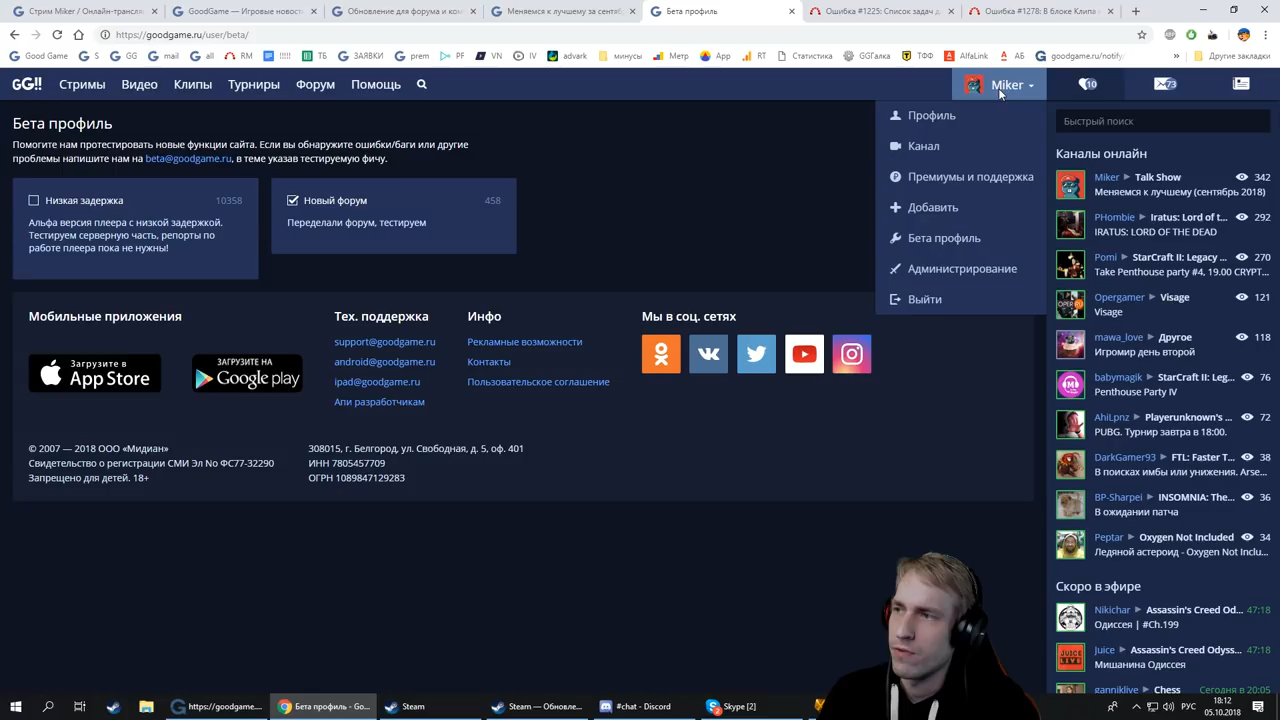 Стрим Miker / Онлайн-трансля
GoodGame — Игровые новост
Обновление для форума и ком
Меняемся к лучшему за сентяб
Бета профиль
Ошибка #1225: Список задач д
Ошибка #1278: В блоке Клипа
https://goodgame.ru/user/beta/
Good Game
S
GG
mail
all
RM
!!!!!
ТБ
ЗАЯВКИ
prem
PF
VN
IV
advark
минусы
Метр
App
RT
Статистика
GGГалка
ТФФ
AlfaLink
АБ
goodgame.ru/notify
Другие закладки
GG!!
Стримы
Видео
Клипы
Турниры
Форум
Помощь
Miker
10
73
Бета профиль
Помогите нам протестировать новые функции сайта. Если вы обнаружите ошибки/баги или другие
проблемы напишите нам на beta@goodgame.ru, в теме указав тестируемую фичу.
Низкая задержка 10358
Альфа версия плеера с низкой задержкой.
Тестируем серверную часть, репорты по
работе плеера пока не нужны!
Новый форум 458
Переделали форум, тестируем
Профиль
Канал
Премиумы и поддержка
Добавить
Бета профиль
Администрирование
Выйти
Мобильные приложения
Загрузите в
App Store
ЗАГРУЗИТЕ НА
Google play
Тех. поддержка
support@goodgame.ru
android@goodgame.ru
ipad@goodgame.ru
Апи разработчикам
Инфо
Рекламные возможности
Контакты
Пользовательское соглашение
Мы в соц. сетях
© 2007 — 2018 ООО «Мидиан»
Свидетельство о регистрации СМИ Эл No ФС77-32290
Запрещено для детей. 18+
308015, г. Белгород, ул. Свободная, д. 5, оф. 401
ИНН 7805457709
ОГРН 1089847129283
Быстрый поиск
Каналы онлайн
Miker Talk Show 342
Меняемся к лучшему (сентябрь 2018)
PHombie Iratus: Lord of t... 292
IRATUS: LORD OF THE DEAD
Pomi StarCraft II: Legacy ... 270
Take Penthouse party #4, 19.00 CRYPT...
Opergamer Visage 121
Visage
mawa_love Другое 118
Игромир день второй
babymagik StarCraft II: Leg... 76
Penthouse Party IV
AhiLpnz Playerunknown's ... 72
PUBG. Турнир завтра в 18:00.
DarkGamer93 FTL: Faster T... 38
В поисках имбы или унижения. Arse...
BP-Sharpei INSOMNIA: The... 36
В ожидании патча
Peptar Oxygen Not Included 34
Ледяной астероид - Oxygen Not Inclu...
Скоро в эфире
Nikichar Assassin's Creed Od... 47:18
Одиссея | #Ch.199
Juice Assassin's Creed Odyss... 47:18
Мишанина Одиссея
ganniklive Chess Сегодня в 20:05
https://goodgame....
Бета профиль - Go...
Steam
Steam — Обновле...
#chat - Discord
Skype [2]
РУС
18:12
05.10.2018